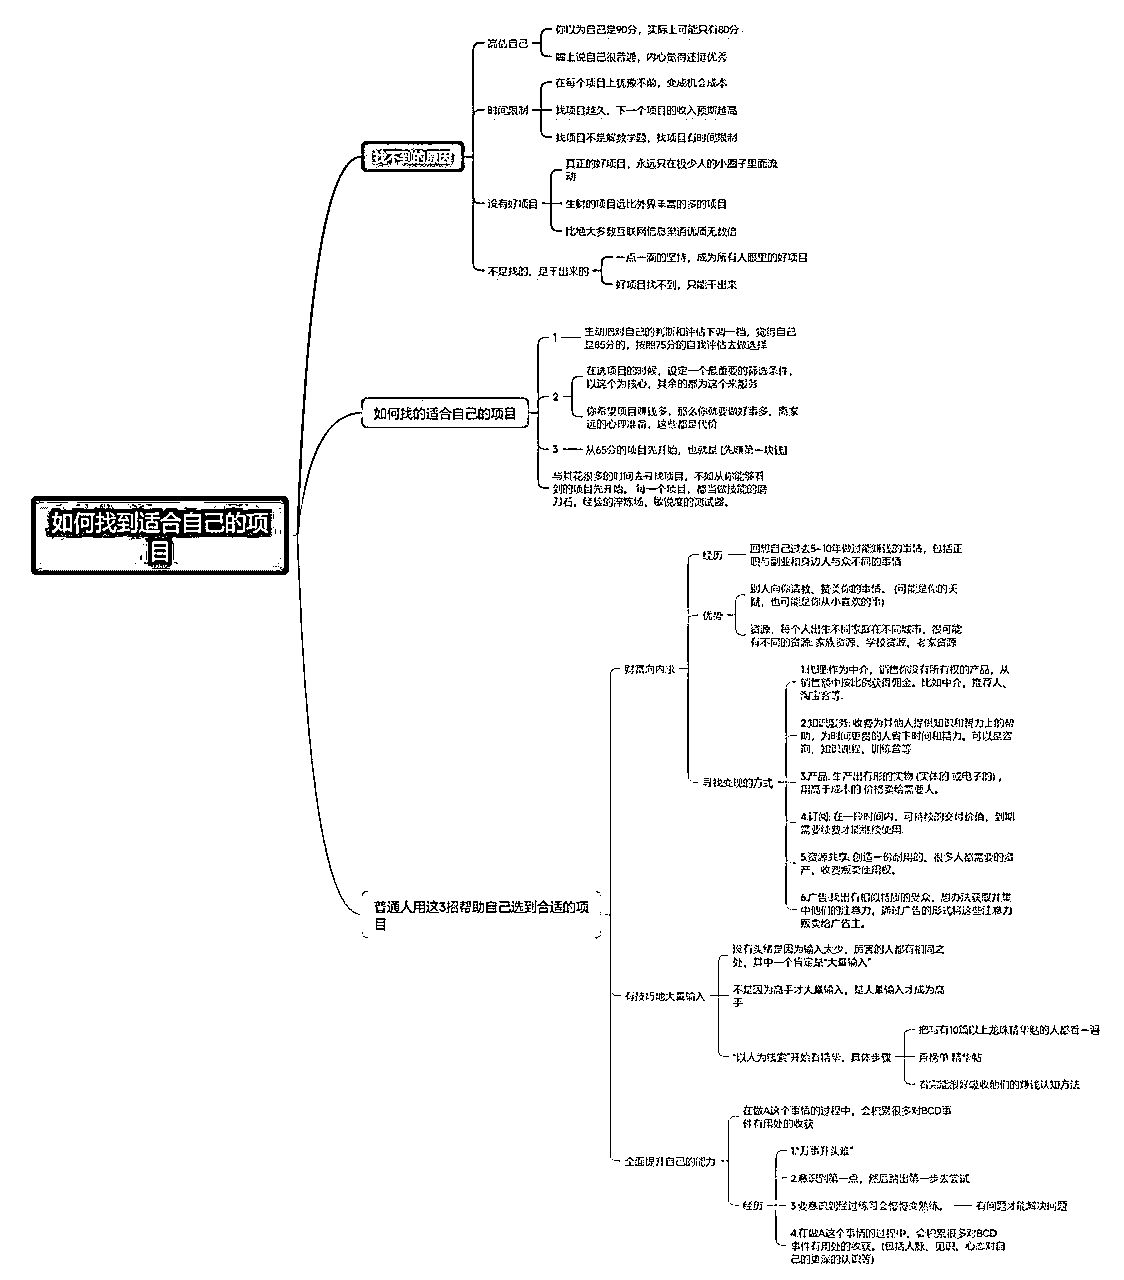 如何找到适合自己的项
目
找不到的原因
高估自己
你以为自己是90分，实际上可能只有80分
嘴上说自己很普通，内心觉得还挺优秀
时间限制
在每个项目上犹豫不前，变成机会成本
找项目越久，下一个项目的收入预期越高
找项目不是解数学题，找项目有时间限制
没有好项目
真正的好项目，永远只在极少人的小圈子里面流
动
生财的项目远比外界丰富的多的项目
比绝大多数互联网信息渠道优质无数倍
不是找的，是干出来的
一点一滴的坚持，成为所有人眼里的好项目
好项目找不到，只能干出来
如何找的适合自己的项目
1
主动把对自己的判断和评估下调一档，觉得自己
是85分的，按照75分的自我评估去做选择
2
在选项目的时候，设定一个最重要的筛选条件，
以这个为核心，其余的都为这个来服务
你希望项目赚钱多，那么你就要做好事多，离家
远的心理准备，这些都是代价
3
从65分的项目先开始，也就是 [先赚第一块钱]
与其花很多的时间去寻找项目，不如从你能够看
到的项目先开始。 每一个项目，都当做技能的磨
刀石，经验的淬炼场，敏锐度的测试器。
普通人用这3招帮助自己选到合适的项
目
财富向内求
经历
回想自己过去5-10年做过能赚钱的事情，包括正
职与副业和身边人与众不同的事情
优势
别人向你请教、赞美你的事情。 (可能是你的天
赋，也可能是你从小喜欢的事)
资源，每个人出生不同家庭在不同城市，很可能
有不同的资源: 家族资源，学校资源，老家资源
寻找变现的方式
1.代理:作为中介，销售你没有所有权的产品，从
销售额中按比例获得佣金。比如中介，推荐人、
淘宝客等.
2.知识服务: 收费为其他人提供知识和智力上的帮
助，为时间更贵的人省下时间和精力。可以是咨
询、知识课程，训练营等
3.产品: 生产出有形的实物 (实体的 或电子的) ，
用高于成本的 价格卖给需要人。
4.订阅: 在一段时间内，可持续的交付价值，到期
需要续费才能继续使用.
5.资源共享: 创造一份耐用的，很多人都需要的资
产，收费贩卖使用权。
6.广告:找出有相似特质的受众，想办法获取并集
中他们的注意力，通过广告的形式将这些注意力
贩卖给广告主。
有技巧地大量输入
没有头绪是因为输入太少，厉害的人都有相同之
处，其中一个肯定是“大量输入”
不是因为高手才大量输入，是大量输入才成为高
手
“以人为线索”开始看精华，具体步骤
把写有10篇以上龙珠精华帖的人都看一遍
看榜单 精华帖
看完能很好吸收他们的赚钱认知方法
全面提升自己的能力
在做A这个事情的过程中，会积累很多对BCD事
件有用处的收获
经历
1.“万事开头难”
2.意识到第一点，然后踏出第一步去尝试
3.要意识到经过练习会慢慢变熟练。
有问题才能解决问题
4.在做A这个事情的过程中，会积累很多对BCD
事件有用处的收获。(包括人脉、见识、心态对自
己的更深的认识等)